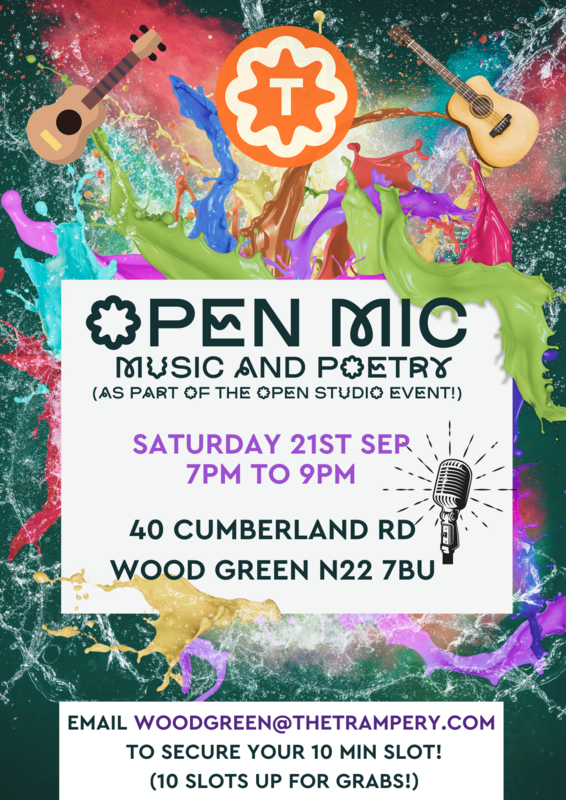 T
OPEN MIC
MUSIC AND POETRY
(AS PART OF THE OPEN STUDIO EVENT!)
SATURDAY 21ST SEP
7PM TO 9PM
40 CUMBERLAND RD
WOOD GREEN N22 7BU
EMAIL WOODGREEN@THETRAMPERY.COM
TO SECURE YOUR 10 MIN SLOT!
(10 SLOTS UP FOR GRABS!)